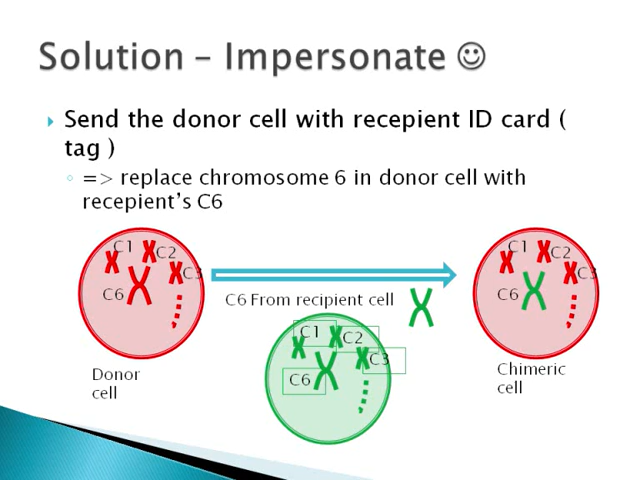 Solution – Impersonate ☺
Send the donor cell with recepient ID card (
tag )
=> replace chromosome 6 in donor cell with
recepient's C6
C1
C2
C3
C6
C1
C2
C3
C6
C6 From recipient cell
C1
C2
C3
C6
Donor
cell
Chimeric
cell